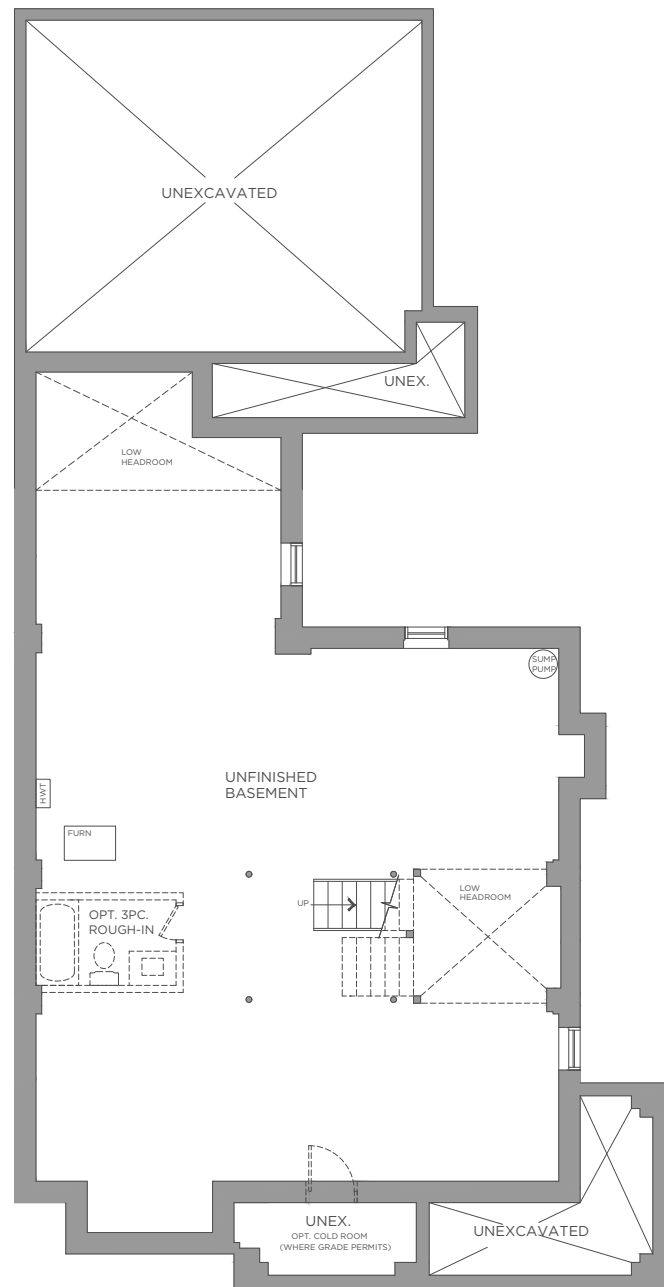 UNEXCAVATED
UNEX.
LOW
HEADROOM
SUMP
PUMP
UNFINISHED
BASEMENT
HWT
FURN
LOW
HEADROOM
UP
OPT. 3PC.
ROUGH-IN
UNEX.
OPT. COLD ROOM
(WHERE GRADE PERMITS)
UNEXCAVATED